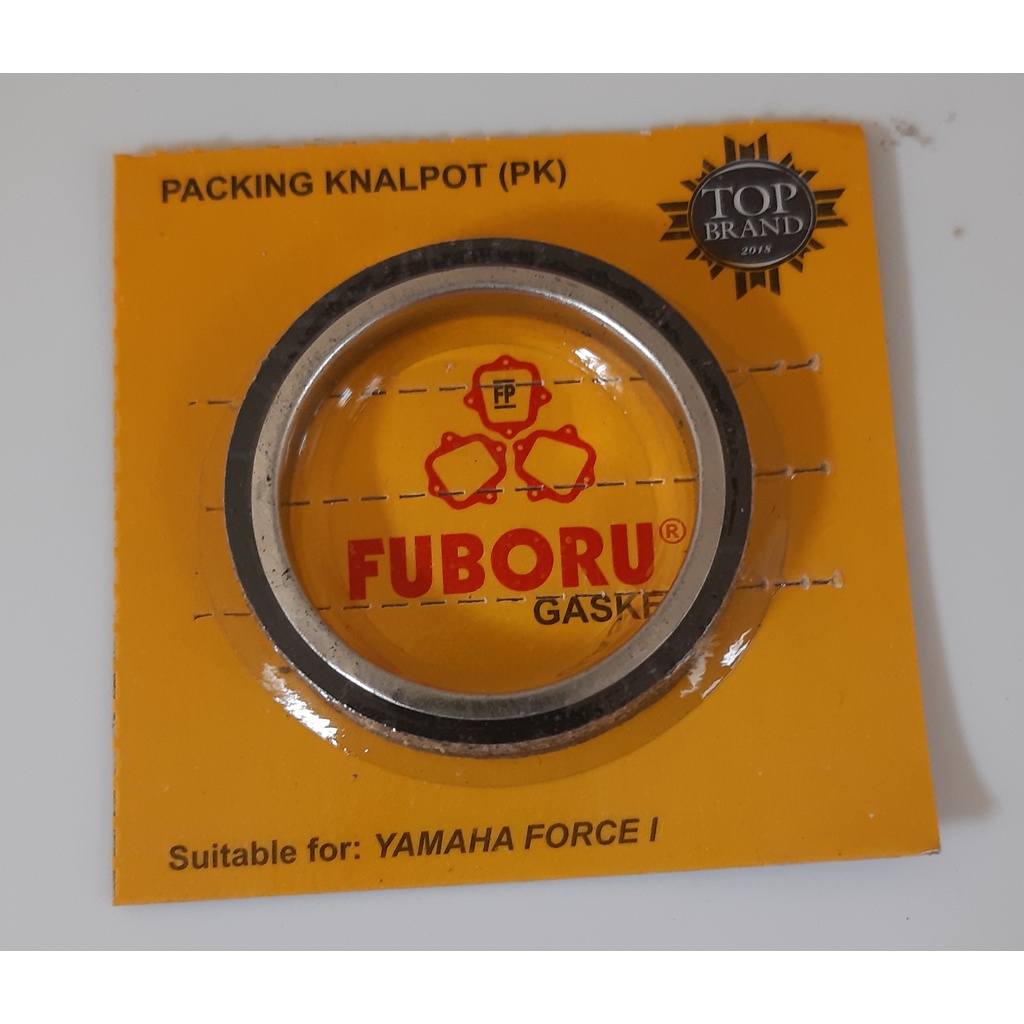 PACKING KNALPOT (PK)
TOP
BRAND
2018
FP
FUBORU®
GASKE
Suitable for: YAMAHA FORCE I